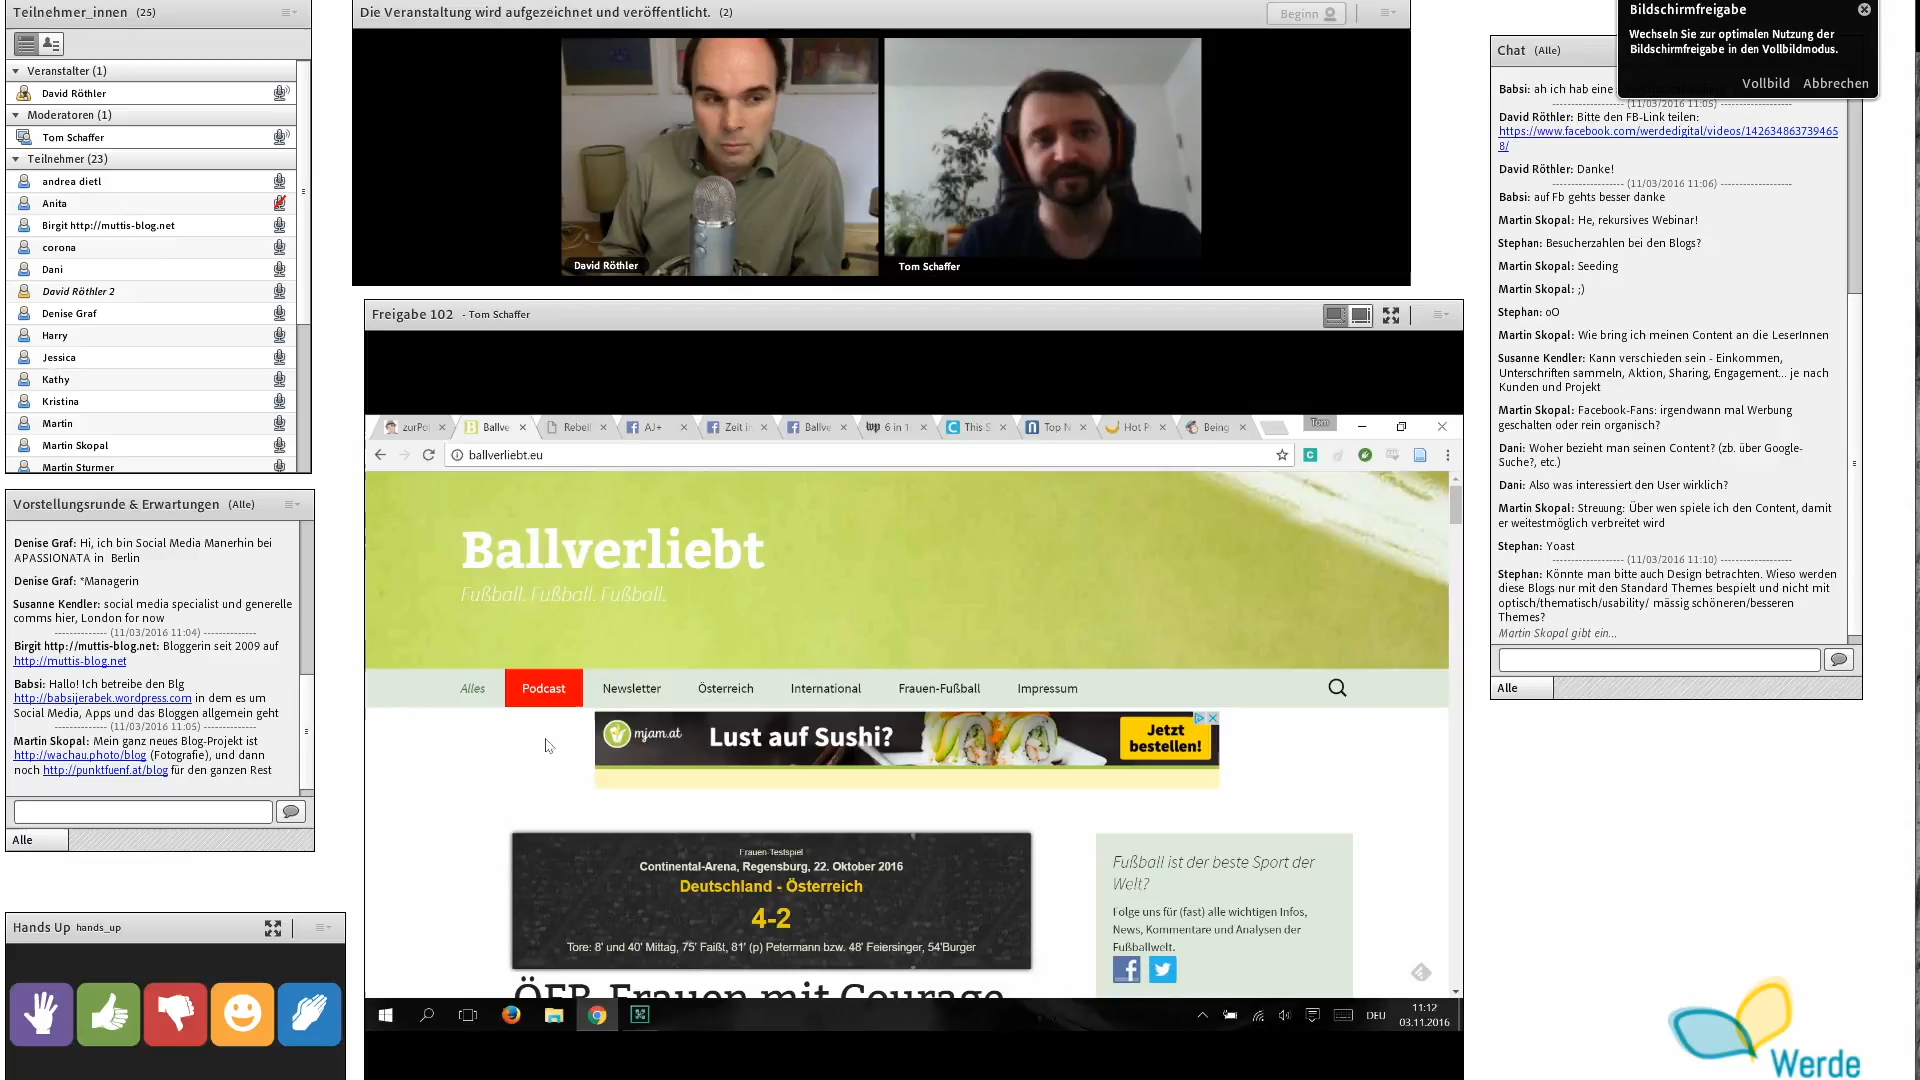 Teilnehmer_innen (25)
Veranstalter (1)
David Röthler
Moderatoren (1)
Tom Schaffer
Teilnehmer (23)
andrea dietl
Anita
Birgit http://muttis-blog.net
corona
Dani
David Röthler 2
Denise Graf
Harry
Jessica
Kathy
Kristina
Martin
Martin Skopal
Martin Sturmer
Vorstellungsrunde & Erwartungen (Alle)
Denise Graf: Hi, ich bin Social Media Manerhin bei
APASSIONATA in Berlin
Denise Graf: *Managerin
Susanne Kendler: social media specialist und generelle
comms hier, London for now
-------------- (11/03/2016 11:04) --------------
Birgit http://muttis-blog.net: Bloggerin seit 2009 auf
http://muttis-blog.net
Babsi: Hallo! Ich betreibe den Blg
http://babsijerabek.wordpress.com in dem es um
Social Media, Apps und das Bloggen allgemein geht
-------------- (11/03/2016 11:05) --------------
Martin Skopal: Mein ganz neues Blog-Projekt ist
http://wachau.photo/blog (Fotografie), und dann
noch http://punktfuenf.at/blog für den ganzen Rest
Alle
Hands Up hands_up
Die Veranstaltung wird aufgezeichnet und veröffentlicht. (2)
Beginn
David Röthler
Tom Schaffer
Freigabe 102 - Tom Schaffer
zurPol
Ballve
Rebell
AJ+
Zeit in
Ballve
wp 6 in 1
This S
Top N
Hot P
Being
Tom
ballverliebt.eu
Ballverliebt
Fußball. Fußball. Fußball.
Alles Podcast Newsletter Österreich International Frauen-Fußball Impressum
mjam.at Lust auf Sushi? Jetzt
bestellen!
Frauen-Testspiel
Continental-Arena, Regensburg, 22. Oktober 2016
Deutschland - Österreich
4-2
Tore: 8' und 40' Mittag, 75' Faißt, 81' (p) Petermann bzw. 48' Feiersinger, 54'Burger
ÖFB-Frauen mit Courage
Fußball ist der beste Sport der
Welt?
Folge uns für (fast) alle wichtigen Infos,
News, Kommentare und Analysen der
Fußballwelt.
DEU
11:12
03.11.2016
Chat (Alle)
Bildschirmfreigabe
Wechseln Sie zur optimalen Nutzung der
Bildschirmfreigabe in den Vollbildmodus.
Vollbild Abbrechen
Babsi: ah ich hab eine
------------------ (11/03/2016 11:05) ------------------
David Röthler: Bitte den FB-Link teilen:
https://www.facebook.com/werdedigital/videos/142634863739465
8/
David Röthler: Danke!
------------------ (11/03/2016 11:06) ------------------
Babsi: auf Fb gehts besser danke
Martin Skopal: He, rekursives Webinar!
Stephan: Besucherzahlen bei den Blogs?
Martin Skopal: Seeding
Martin Skopal: ;)
Stephan: oO
Martin Skopal: Wie bring ich meinen Content an die LeserInnen
Susanne Kendler: Kann verschieden sein - Einkommen,
Unterschriften sammeln, Aktion, Sharing, Engagement... je nach
Kunden und Projekt
Martin Skopal: Facebook-Fans: irgendwann mal Werbung
geschalten oder rein organisch?
Dani: Woher bezieht man seinen Content? (zb. über Google-
Suche?, etc.)
Dani: Also was interessiert den User wirklich?
Martin Skopal: Streuung: Über wen spiele ich den Content, damit
er weitestmöglich verbreitet wird
Stephan: Yoast
------------------ (11/03/2016 11:10) ------------------
Stephan: Könnte man bitte auch Design betrachten. Wieso werden
diese Blogs nur mit den Standard Themes bespielt und nicht mit
optisch/thematisch/usability/ mässig schöneren/besseren
Themes?
Martin Skopal gibt ein...
Alle
Werde